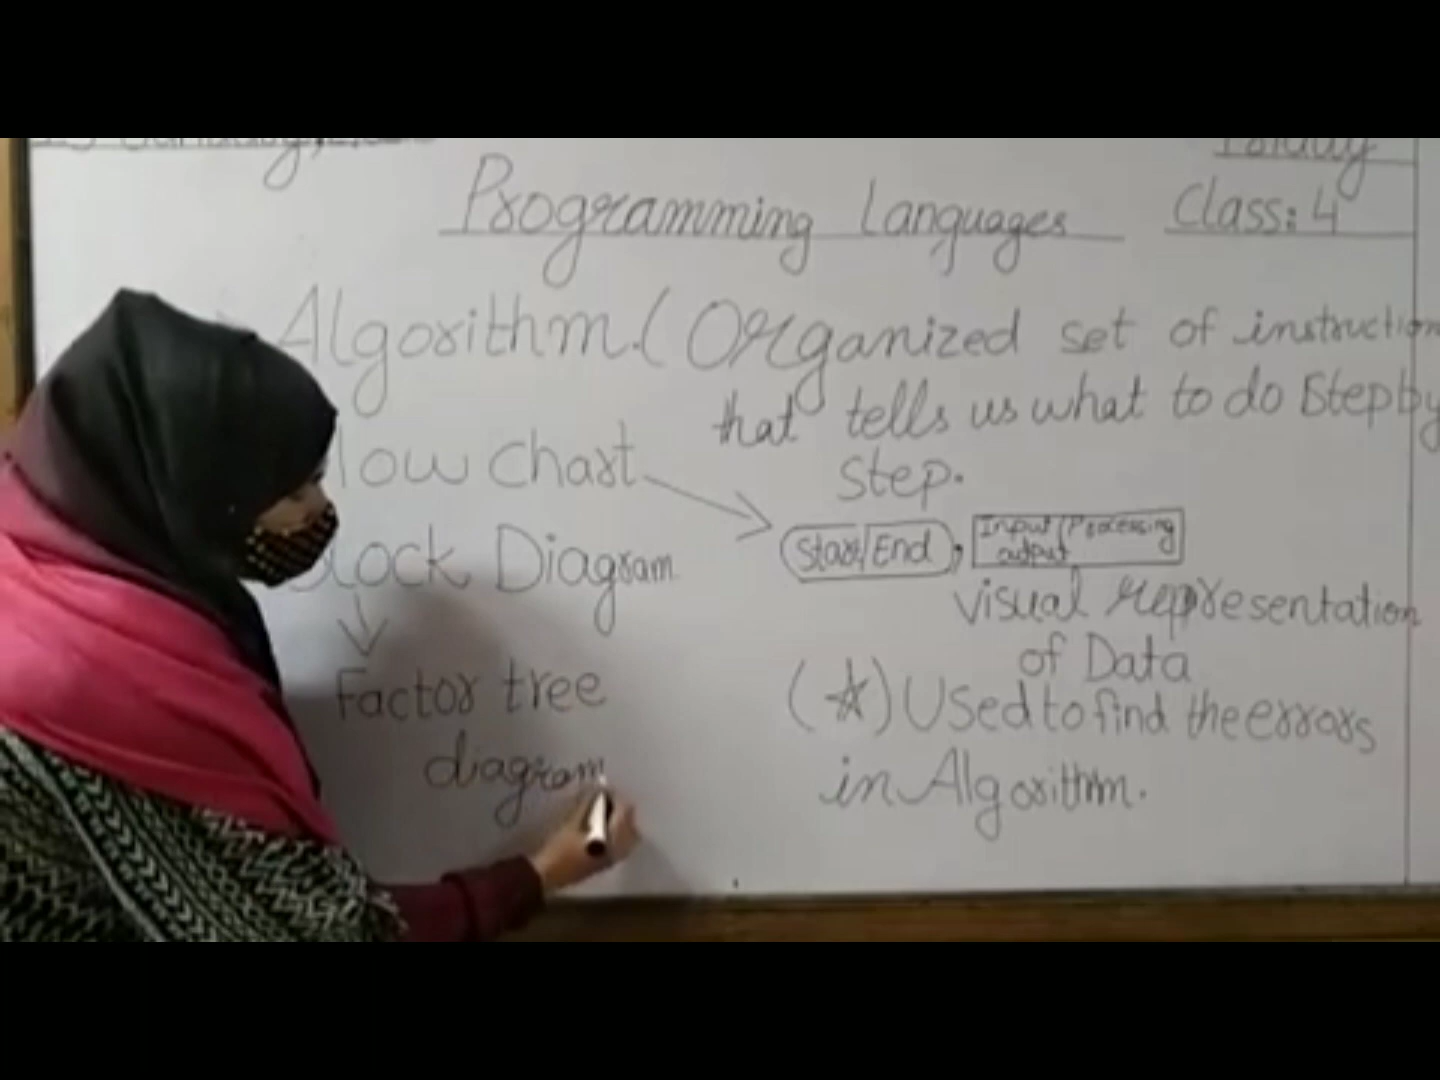 Programming Languages
Class: 4
Algorithm. (Organized set of instruction
that tells us what to do Step by
step.
low Chart
Start/End, Input/Processing
output
lock Diagram
visual representation
of Data
Factor tree
(☆) Used to find the errors
diagram
in Algorithm.